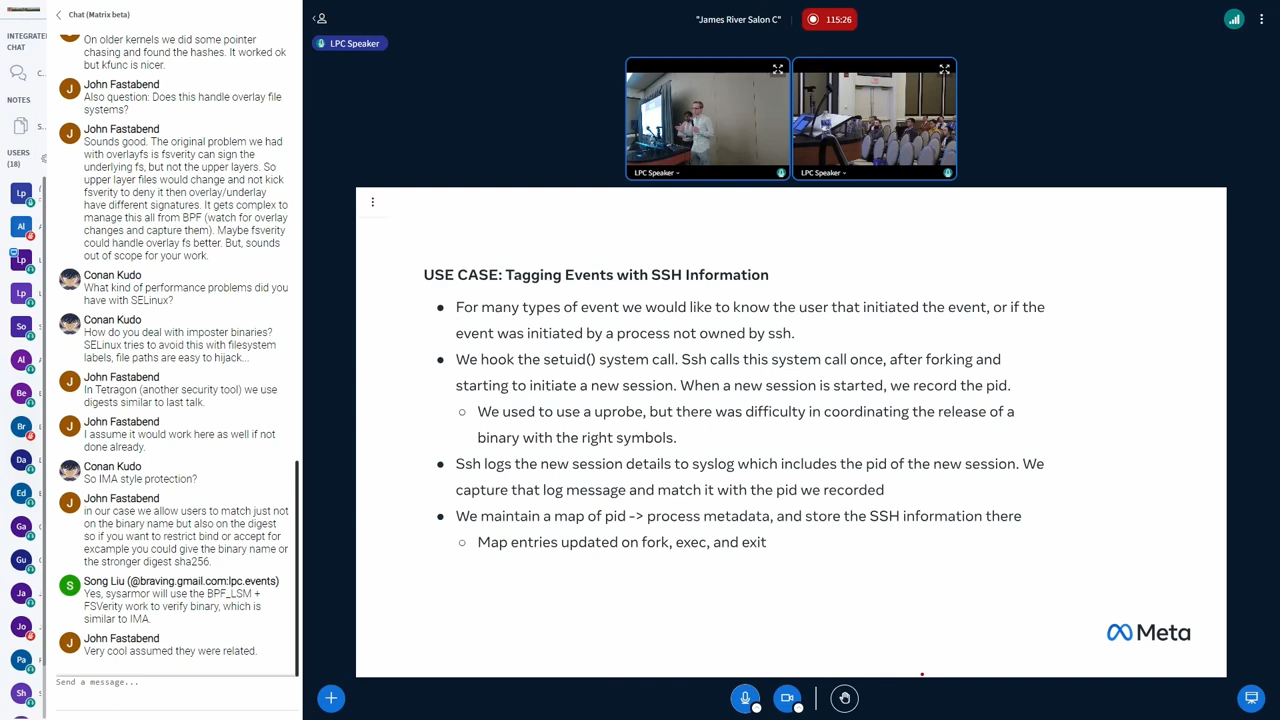 INTEGRATE
CHAT
C...
NOTES
S...
USERS
(18)
Lp
Al
Lp
Lp
So
Al
Be
Br
Da
Ed
Ga
Gu
Ja
Jo
Pa
Sh
Chat (Matrix beta)
On older kernels we did some pointer
chasing and found the hashes. It worked ok
but kfunc is nicer.
J
John Fastabend
Also question: Does this handle overlay file
systems?
J
John Fastabend
Sounds good. The original problem we had
with overlayfs is fsverity can sign the
underlying fs, but not the upper layers. So
upper layer files would change and not kick
fsverity to deny it then overlay/underlay
have different signatures. It gets complex to
manage this all from BPF (watch for overlay
changes and capture them). Maybe fsverity
could handle overlay fs better. But, sounds
out of scope for your work.
Conan Kudo
What kind of performance problems did you
have with SELinux?
Conan Kudo
How do you deal with imposter binaries?
SELinux tries to avoid this with filesystem
labels, file paths are easy to hijack...
J
John Fastabend
In Tetragon (another security tool) we use
digests similar to last talk.
J
John Fastabend
I assume it would work here as well if not
done already.
Conan Kudo
So IMA style protection?
J
John Fastabend
in our case we allow users to match just not
on the binary name but also on the digest
so if you want to restrict bind or accept for
excample you could give the binary name or
the stronger digest sha256.
S
Song Liu (@braving.gmail.com:lpc.events)
Yes, sysarmor will use the BPF_LSM +
FSVerity work to verify binary, which is
similar to IMA.
J
John Fastabend
Very cool assumed they were related.
Send a message...
"James River Salon C"
115:26
LPC Speaker
LPC Speaker
LPC Speaker
USE CASE: Tagging Events with SSH Information
● For many types of event we would like to know the user that initiated the event, or if the
event was initiated by a process not owned by ssh.
● We hook the setuid() system call. Ssh calls this system call once, after forking and
starting to initiate a new session. When a new session is started, we record the pid.
○ We used to use a uprobe, but there was difficulty in coordinating the release of a
binary with the right symbols.
● Ssh logs the new session details to syslog which includes the pid of the new session. We
capture that log message and match it with the pid we recorded
● We maintain a map of pid -> process metadata, and store the SSH information there
○ Map entries updated on fork, exec, and exit
Meta